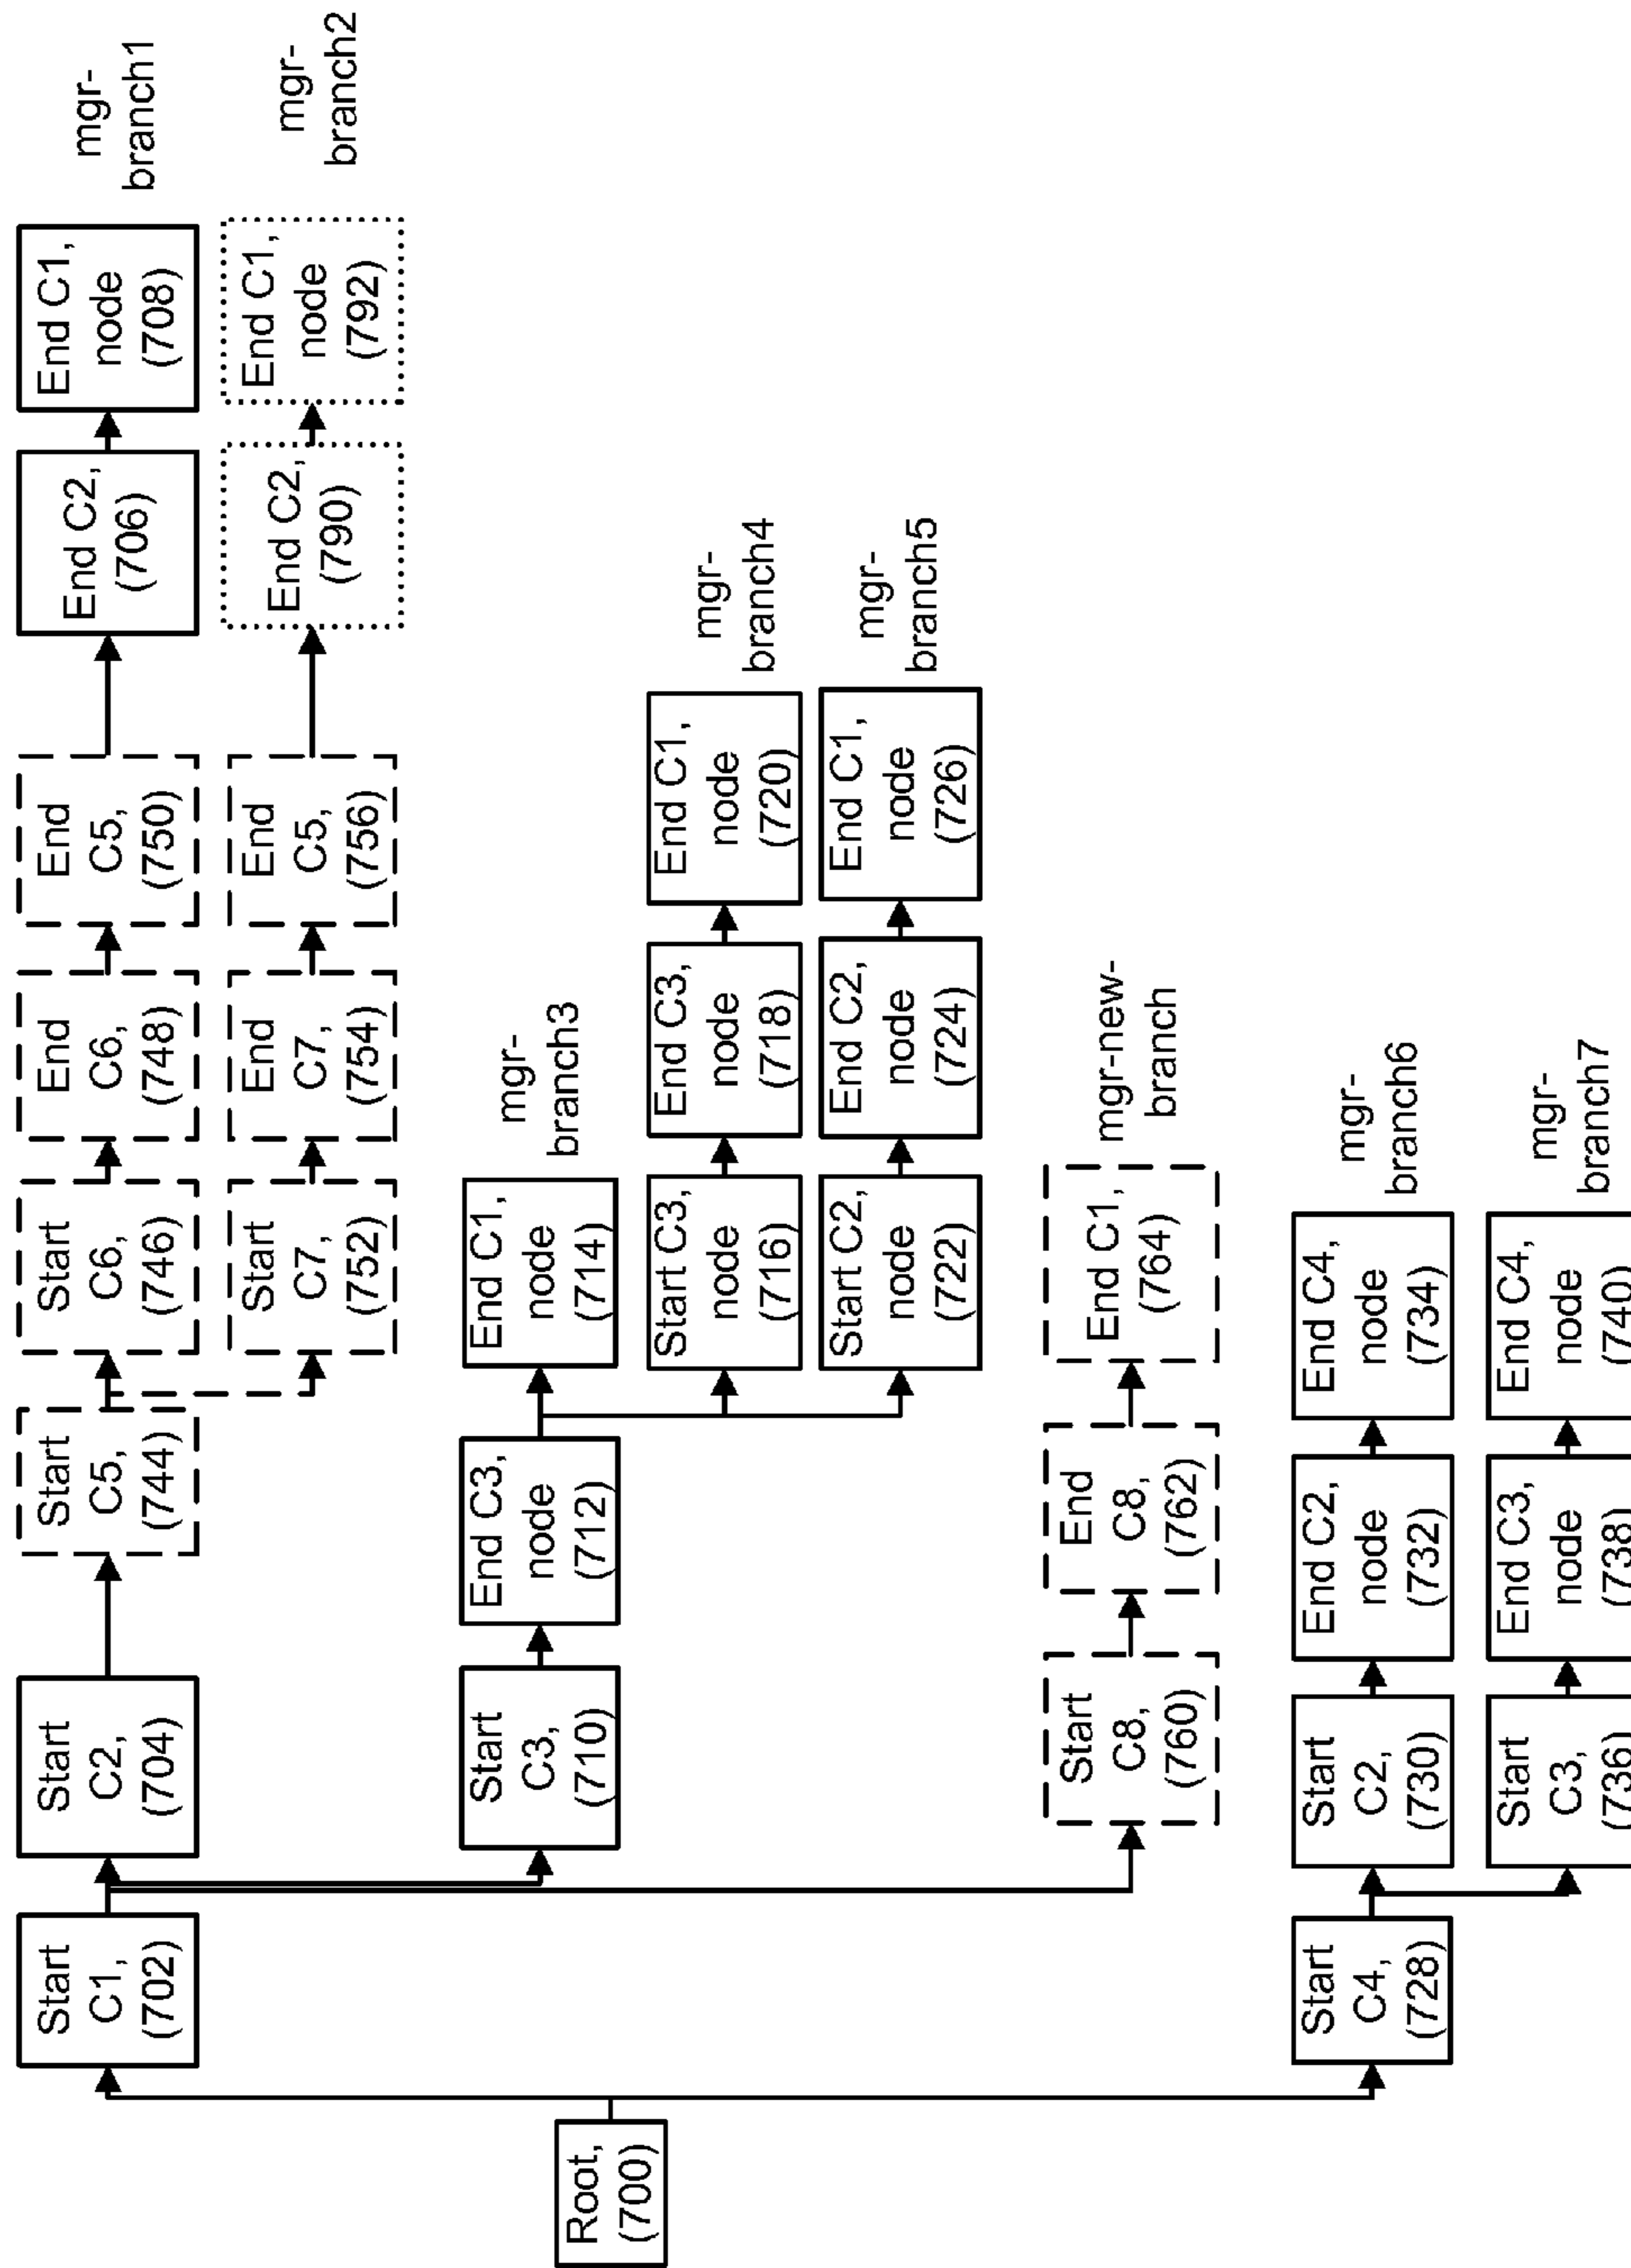 Root,
(700)
Start
C1,
(702)
Start
C2,
(704)
Start
C5,
(744)
Start
C6,
(746)
End
C6,
(748)
End
C5,
(750)
End C2,
(706)
End C1,
node
(708)
mgr-
branch1
Start
C7,
(752)
End
C7,
(754)
End
C5,
(756)
End C2,
(790)
End C1,
node
(792)
mgr-
branch2
Start
C3,
(710)
End C3,
node
(712)
End C1,
node
(714)
mgr-
branch3
Start C3,
node
(716)
End C3,
node
(718)
End C1,
node
(720)
mgr-
branch4
Start C2,
node
(722)
End C2,
node
(724)
End C1,
node
(726)
mgr-
branch5
Start
C8,
(760)
End
C8,
(762)
End C1,
(764)
mgr-new-
branch
Start
C4,
(728)
Start
C2,
(730)
End C2,
node
(732)
End C4,
node
(734)
mgr-
branch6
Start
C3,
(736)
End C3,
node
(738)
End C4,
node
(740)
mgr-
branch7